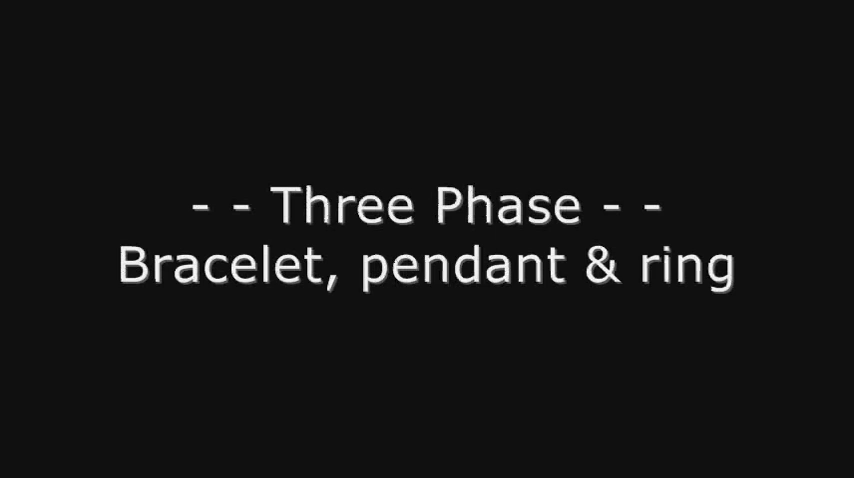 - - Three Phase - -
Bracelet, pendant & ring